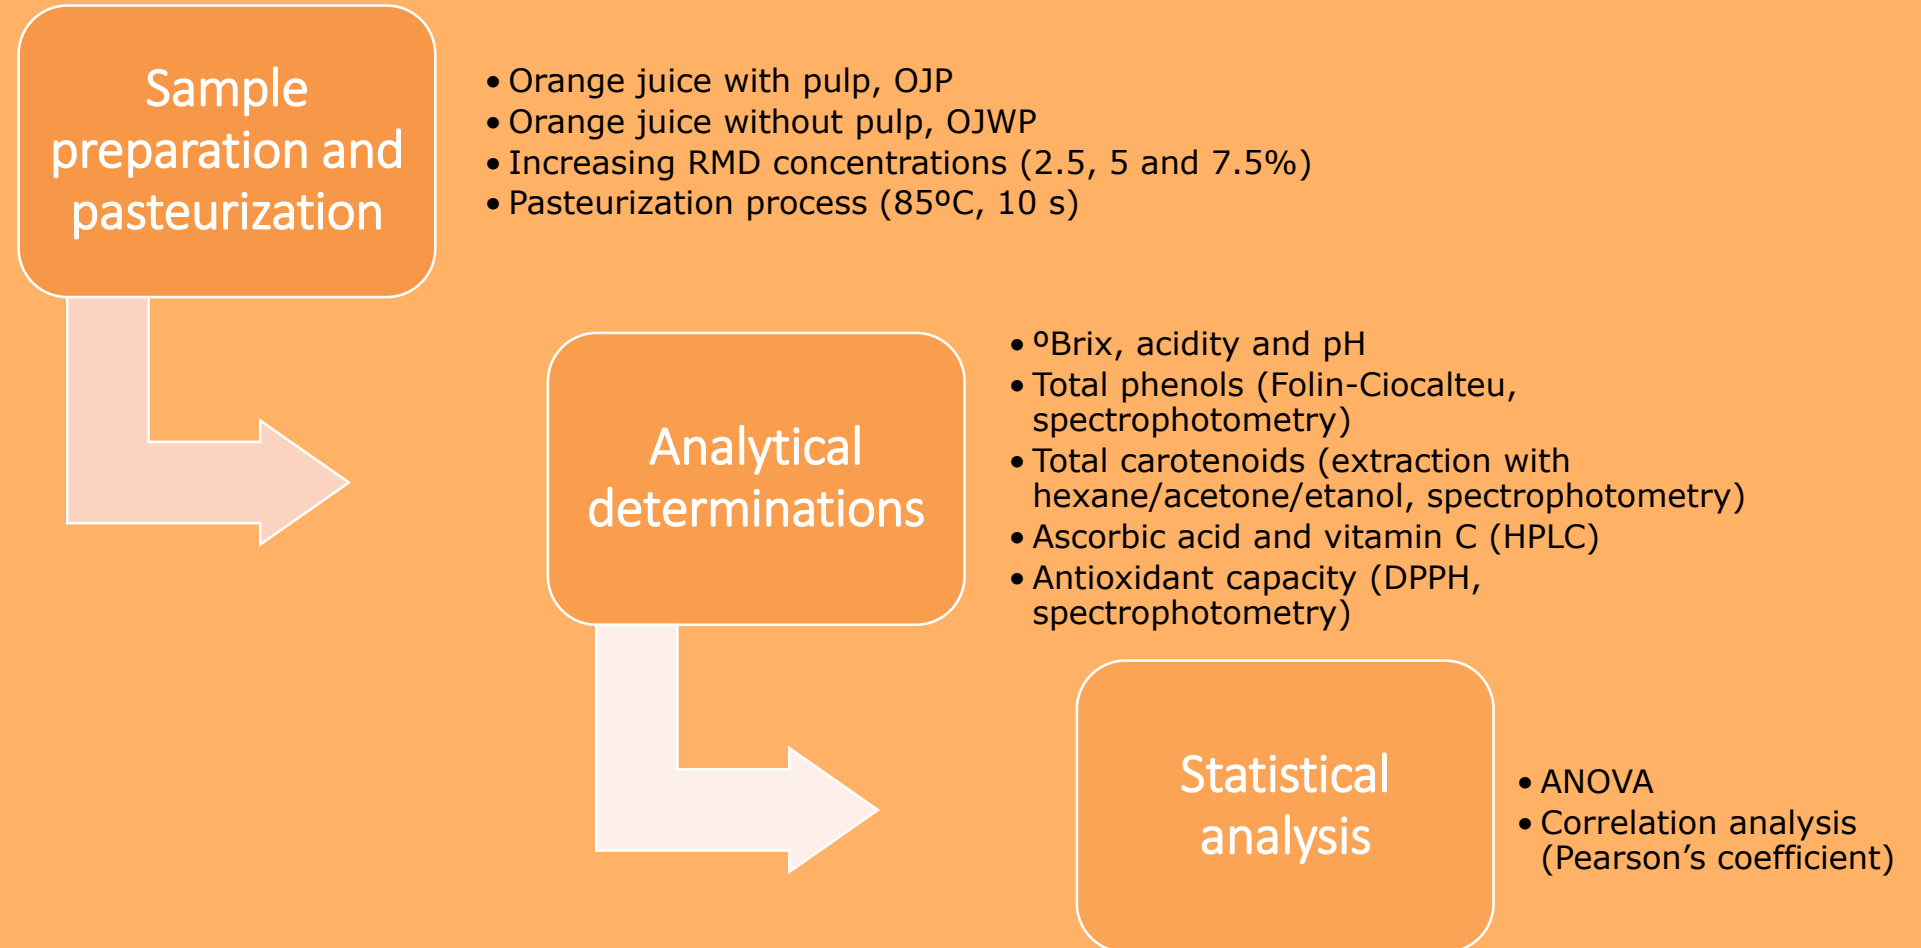 Sample
preparation and
pasteurization
• Orange juice with pulp, OJP
• Orange juice without pulp, OJWP
• Increasing RMD concentrations (2.5, 5 and 7.5%)
• Pasteurization process (85ºC, 10 s)
Analytical
determinations
• ºBrix, acidity and pH
• Total phenols (Folin-Ciocalteu,
spectrophotometry)
• Total carotenoids (extraction with
hexane/acetone/etanol, spectrophotometry)
• Ascorbic acid and vitamin C (HPLC)
• Antioxidant capacity (DPPH,
spectrophotometry)
Statistical
analysis
• ANOVA
• Correlation analysis
(Pearson’s coefficient)